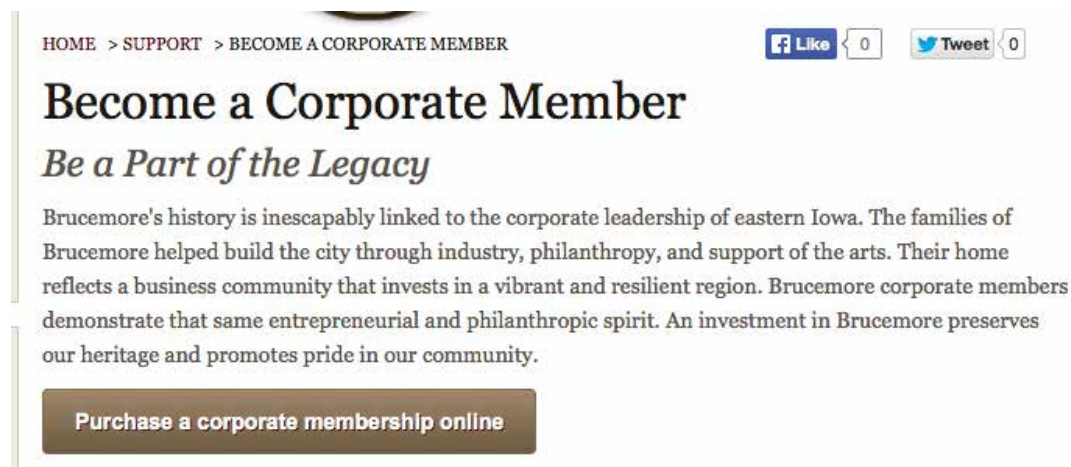 HOME > SUPPORT > BECOME A CORPORATE MEMBER
Like 0 Tweet 0
Become a Corporate Member
Be a Part of the Legacy
Brucemore's history is inescapably linked to the corporate leadership of eastern Iowa. The families of
Brucemore helped build the city through industry, philanthropy, and support of the arts. Their home
reflects a business community that invests in a vibrant and resilient region. Brucemore corporate members
demonstrate that same entrepreneurial and philanthropic spirit. An investment in Brucemore preserves
our heritage and promotes pride in our community.
Purchase a corporate membership online